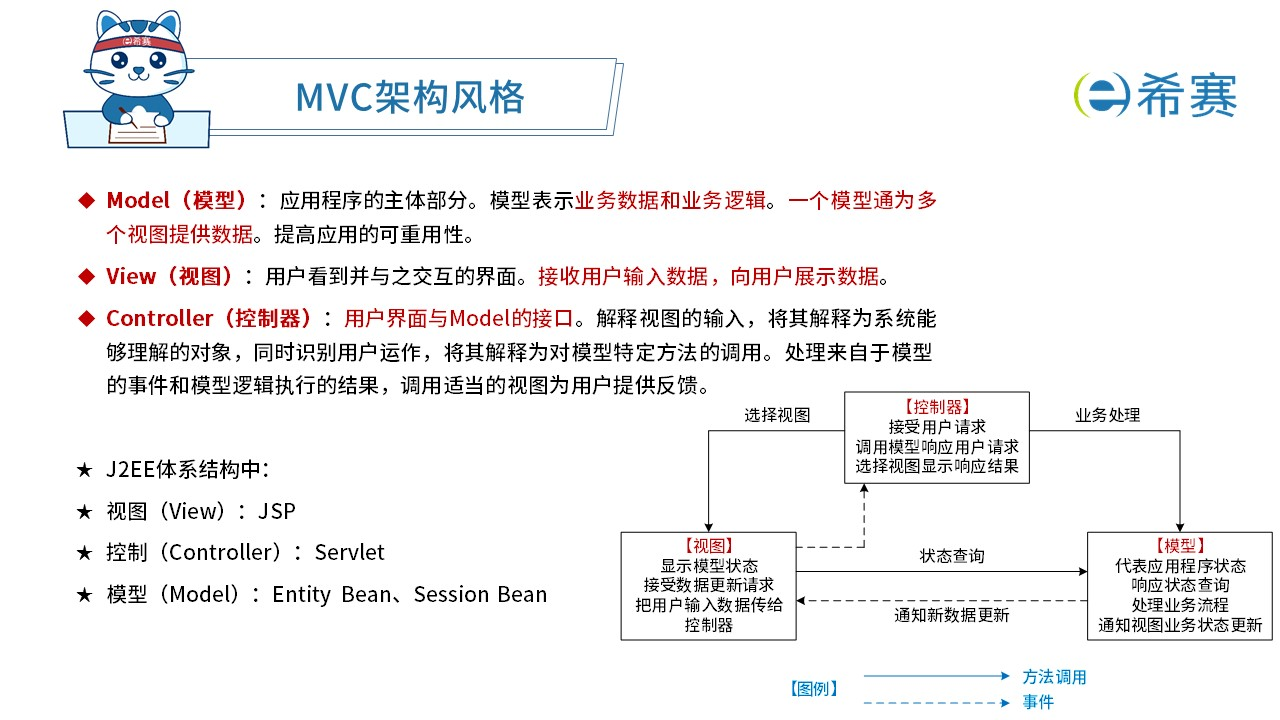 希赛
MVC架构风格
希赛
◆ Model（模型）：应用程序的主体部分。模型表示业务数据和业务逻辑。一个模型通为多
个视图提供数据。提高应用的可重用性。
◆ View（视图）：用户看到并与之交互的界面。接收用户输入数据，向用户展示数据。
◆ Controller（控制器）：用户界面与Model的接口。解释视图的输入，将其解释为系统能
够理解的对象，同时识别用户运作，将其解释为对模型特定方法的调用。处理来自于模型
的事件和模型逻辑执行的结果，调用适当的视图为用户提供反馈。
★ J2EE体系结构中：
★ 视图（View）：JSP
★ 控制（Controller）：Servlet
★ 模型（Model）：Entity Bean、Session Bean
选择视图
【控制器】
接受用户请求
调用模型响应用户请求
选择视图显示响应结果
业务处理
【视图】
显示模型状态
接受数据更新请求
把用户输入数据传给
控制器
状态查询
通知新数据更新
【模型】
代表应用程序状态
响应状态查询
处理业务流程
通知视图业务状态更新
【图例】
方法调用
事件